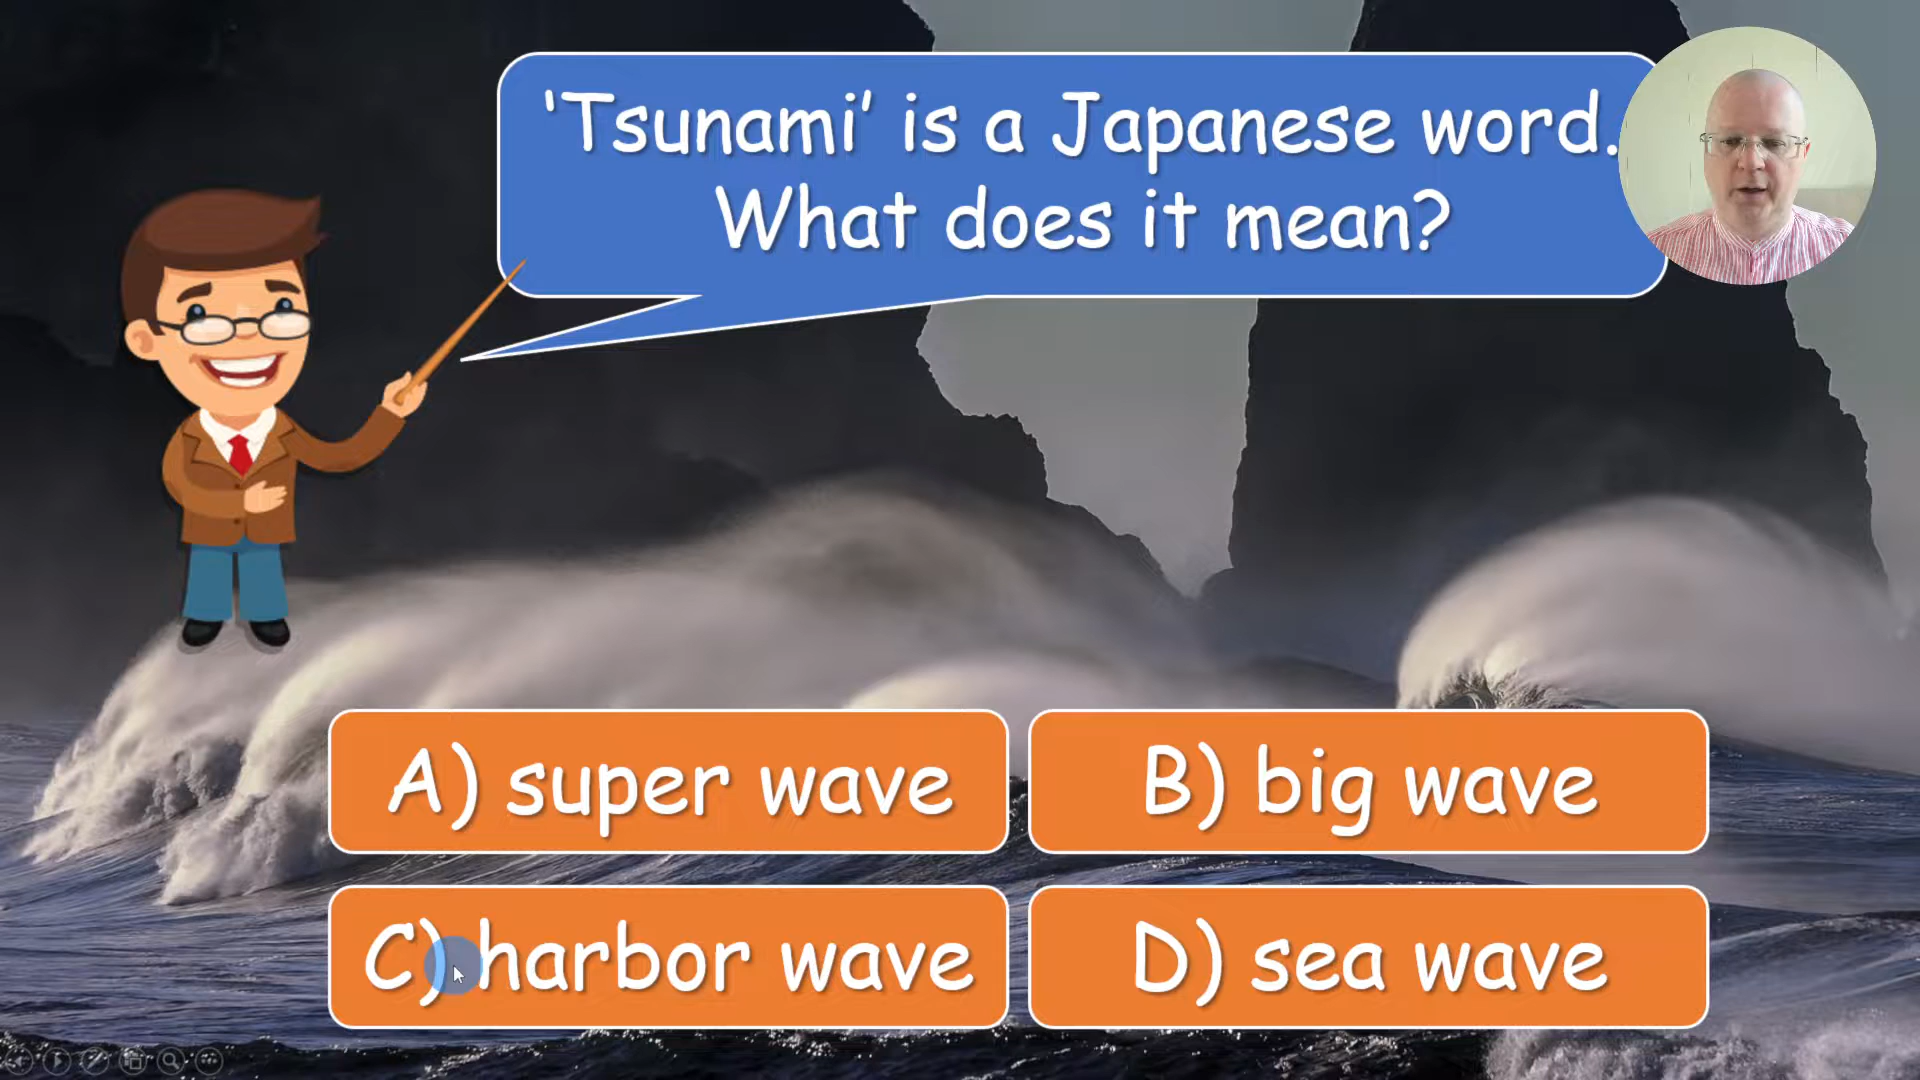 ‘Tsunami’ is a Japanese word.
What does it mean?
A) super wave
B) big wave
C) harbor wave
D) sea wave